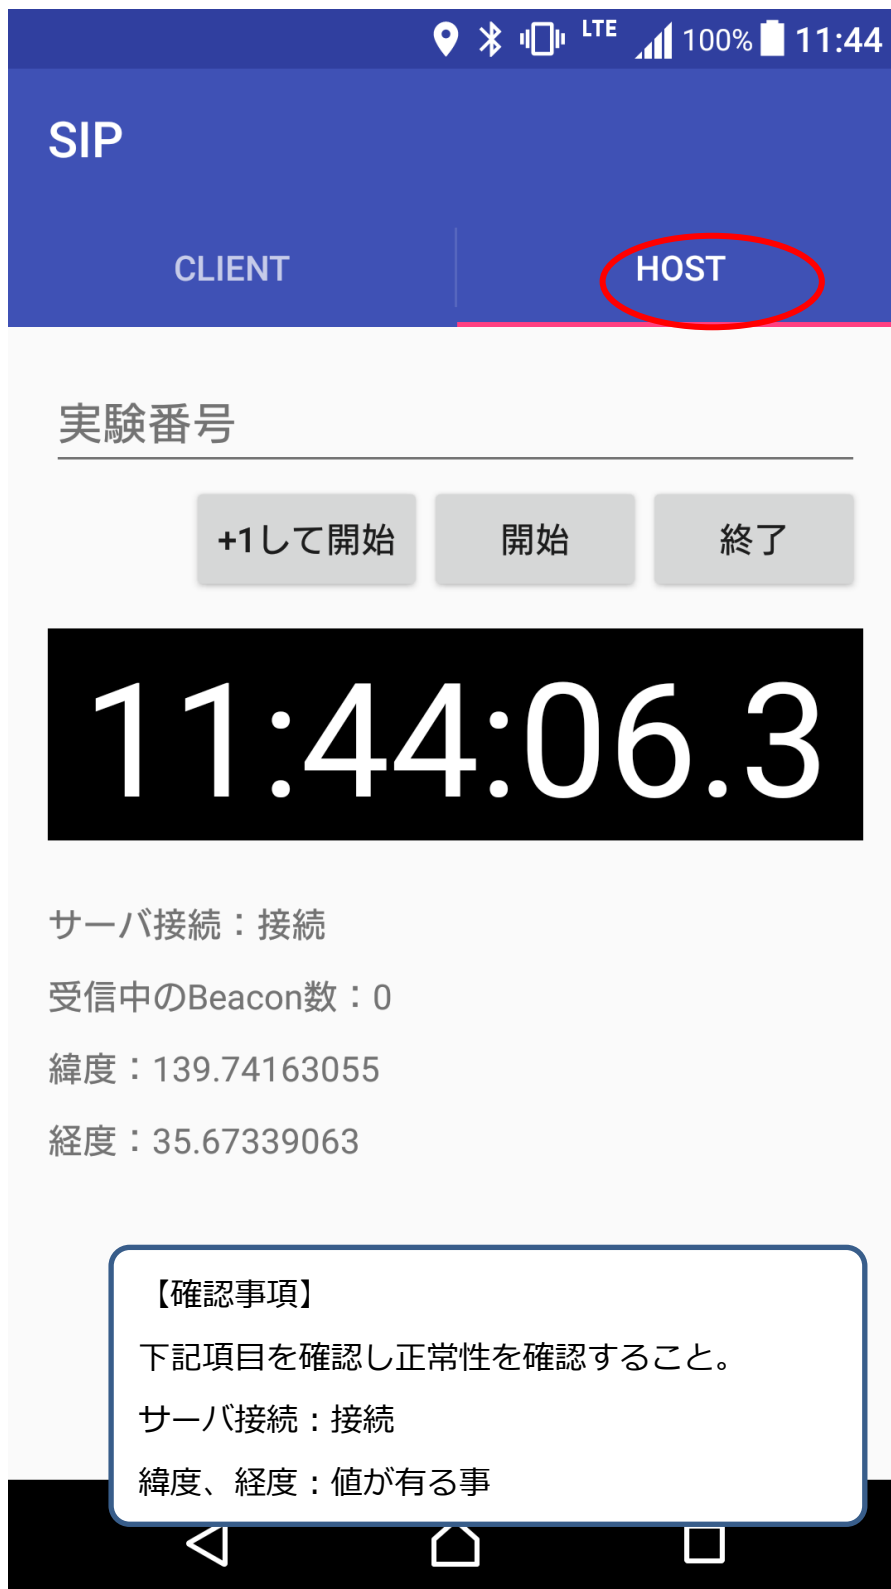 LTE 100% 11:44
SIP
CLIENT HOST
実験番号
+1して開始 開始 終了
11:44:06.3
サーバ接続：接続
受信中のBeacon数：0
緯度：139.74163055
経度：35.67339063
【確認事項】
下記項目を確認し正常性を確認すること。
サーバ接続：接続
緯度、経度：値が有る事